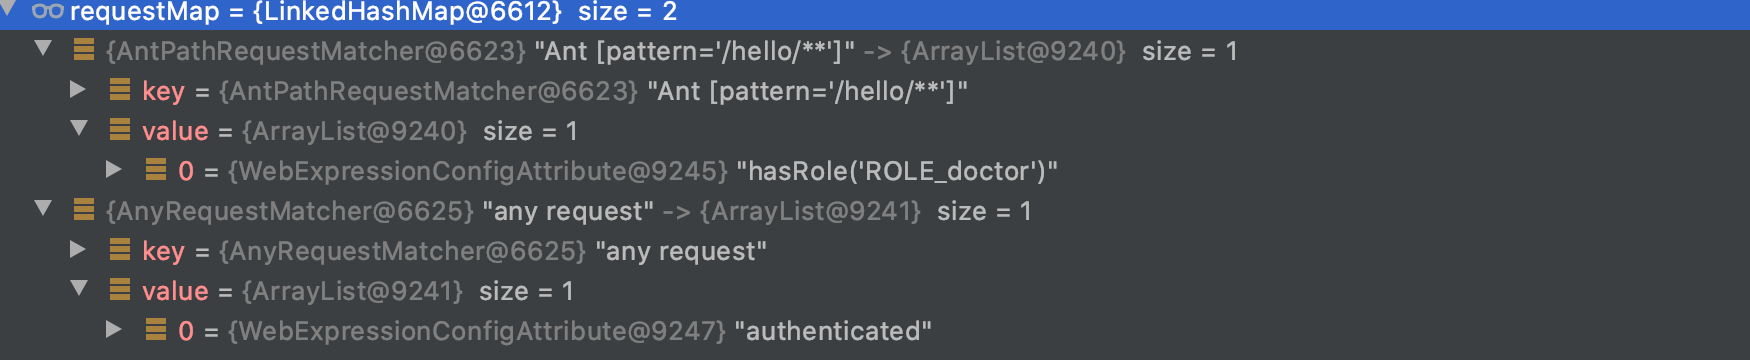 requestMap = {LinkedHashMap@6612} size = 2
{AntPathRequestMatcher@6623} "Ant [pattern='/hello/**']" -> {ArrayList@9240} size = 1
key = {AntPathRequestMatcher@6623} "Ant [pattern='/hello/**']"
value = {ArrayList@9240} size = 1
0 = {WebExpressionConfigAttribute@9245} "hasRole('ROLE_doctor')"
{AnyRequestMatcher@6625} "any request" -> {ArrayList@9241} size = 1
key = {AnyRequestMatcher@6625} "any request"
value = {ArrayList@9241} size = 1
0 = {WebExpressionConfigAttribute@9247} "authenticated"